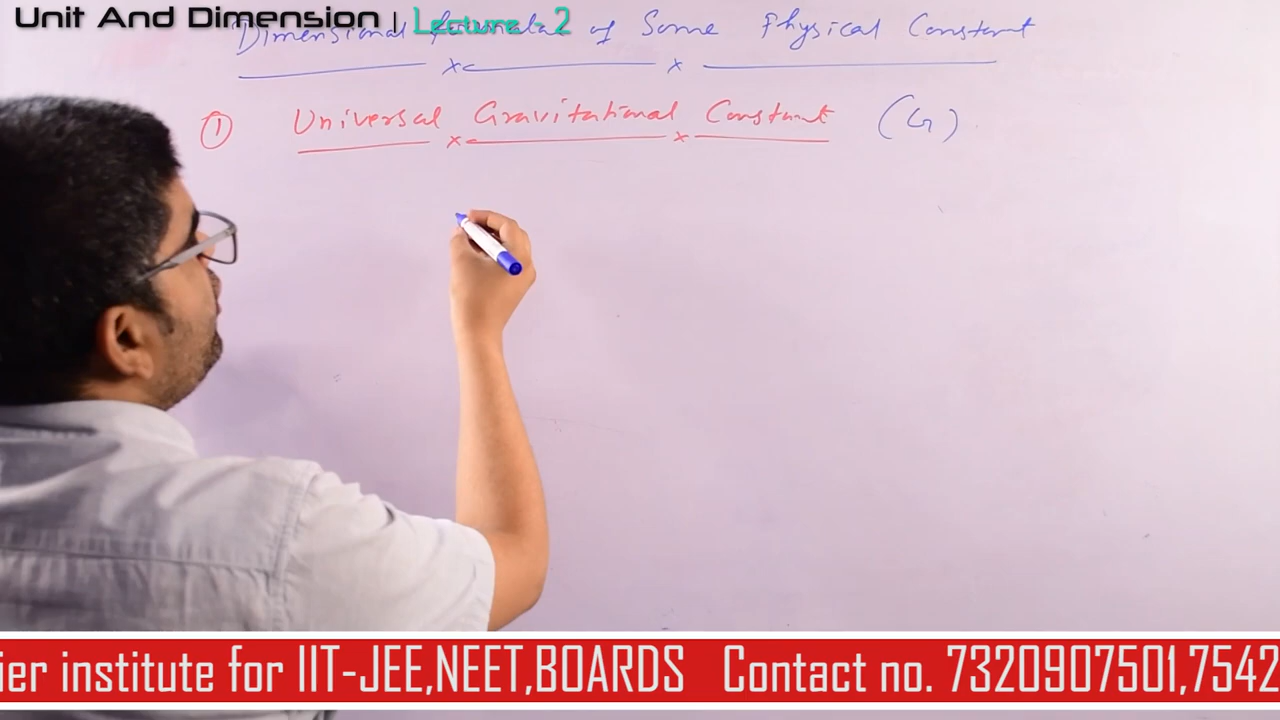 Unit And Dimension | Lecture - 2
Dimensional formula of Some Physical Constant
① Universal Gravitational Constant (G)
ier institute for IIT-JEE,NEET,BOARDS Contact no. 7320907501,7542